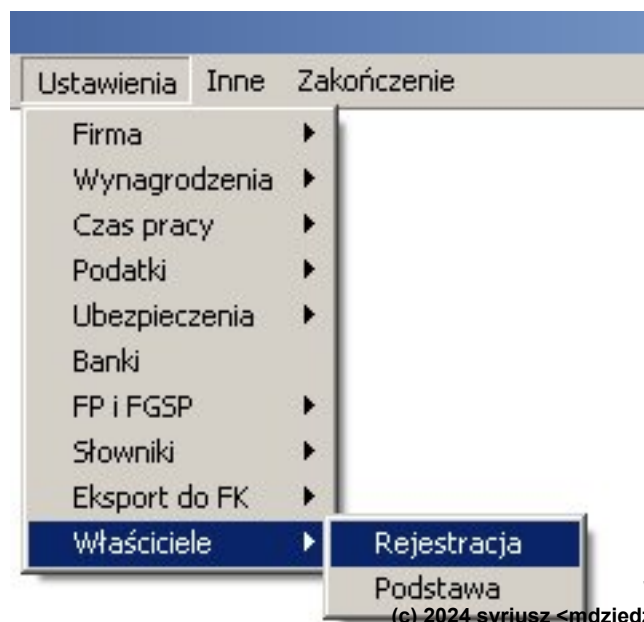 Ustawienia Inne Zakończenie
Firma
Wynagrodzenia
Czas pracy
Podatki
Ubezpieczenia
Banki
FP i FGSP
Słowniki
Eksport do FK
Właściciele Rejestracja
Podstawa
(c) 2024 syriusz <mdzied